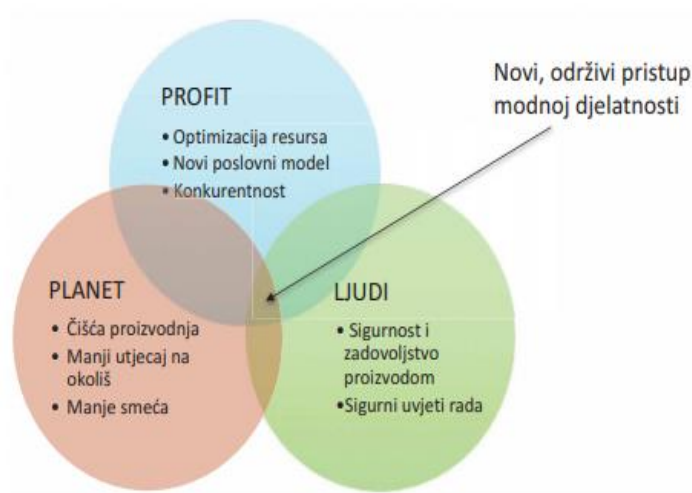 Novi, održivi pristup
modnoj djelatnosti
PROFIT
• Optimizacija resursa
• Novi poslovni model
• Konkurentnost
PLANET
• Čišća proizvodnja
• Manji utjecaj na
okoliš
• Manje smeća
LJUDI
• Sigurnost i
zadovoljstvo
proizvodom
•Sigurni uvjeti rada